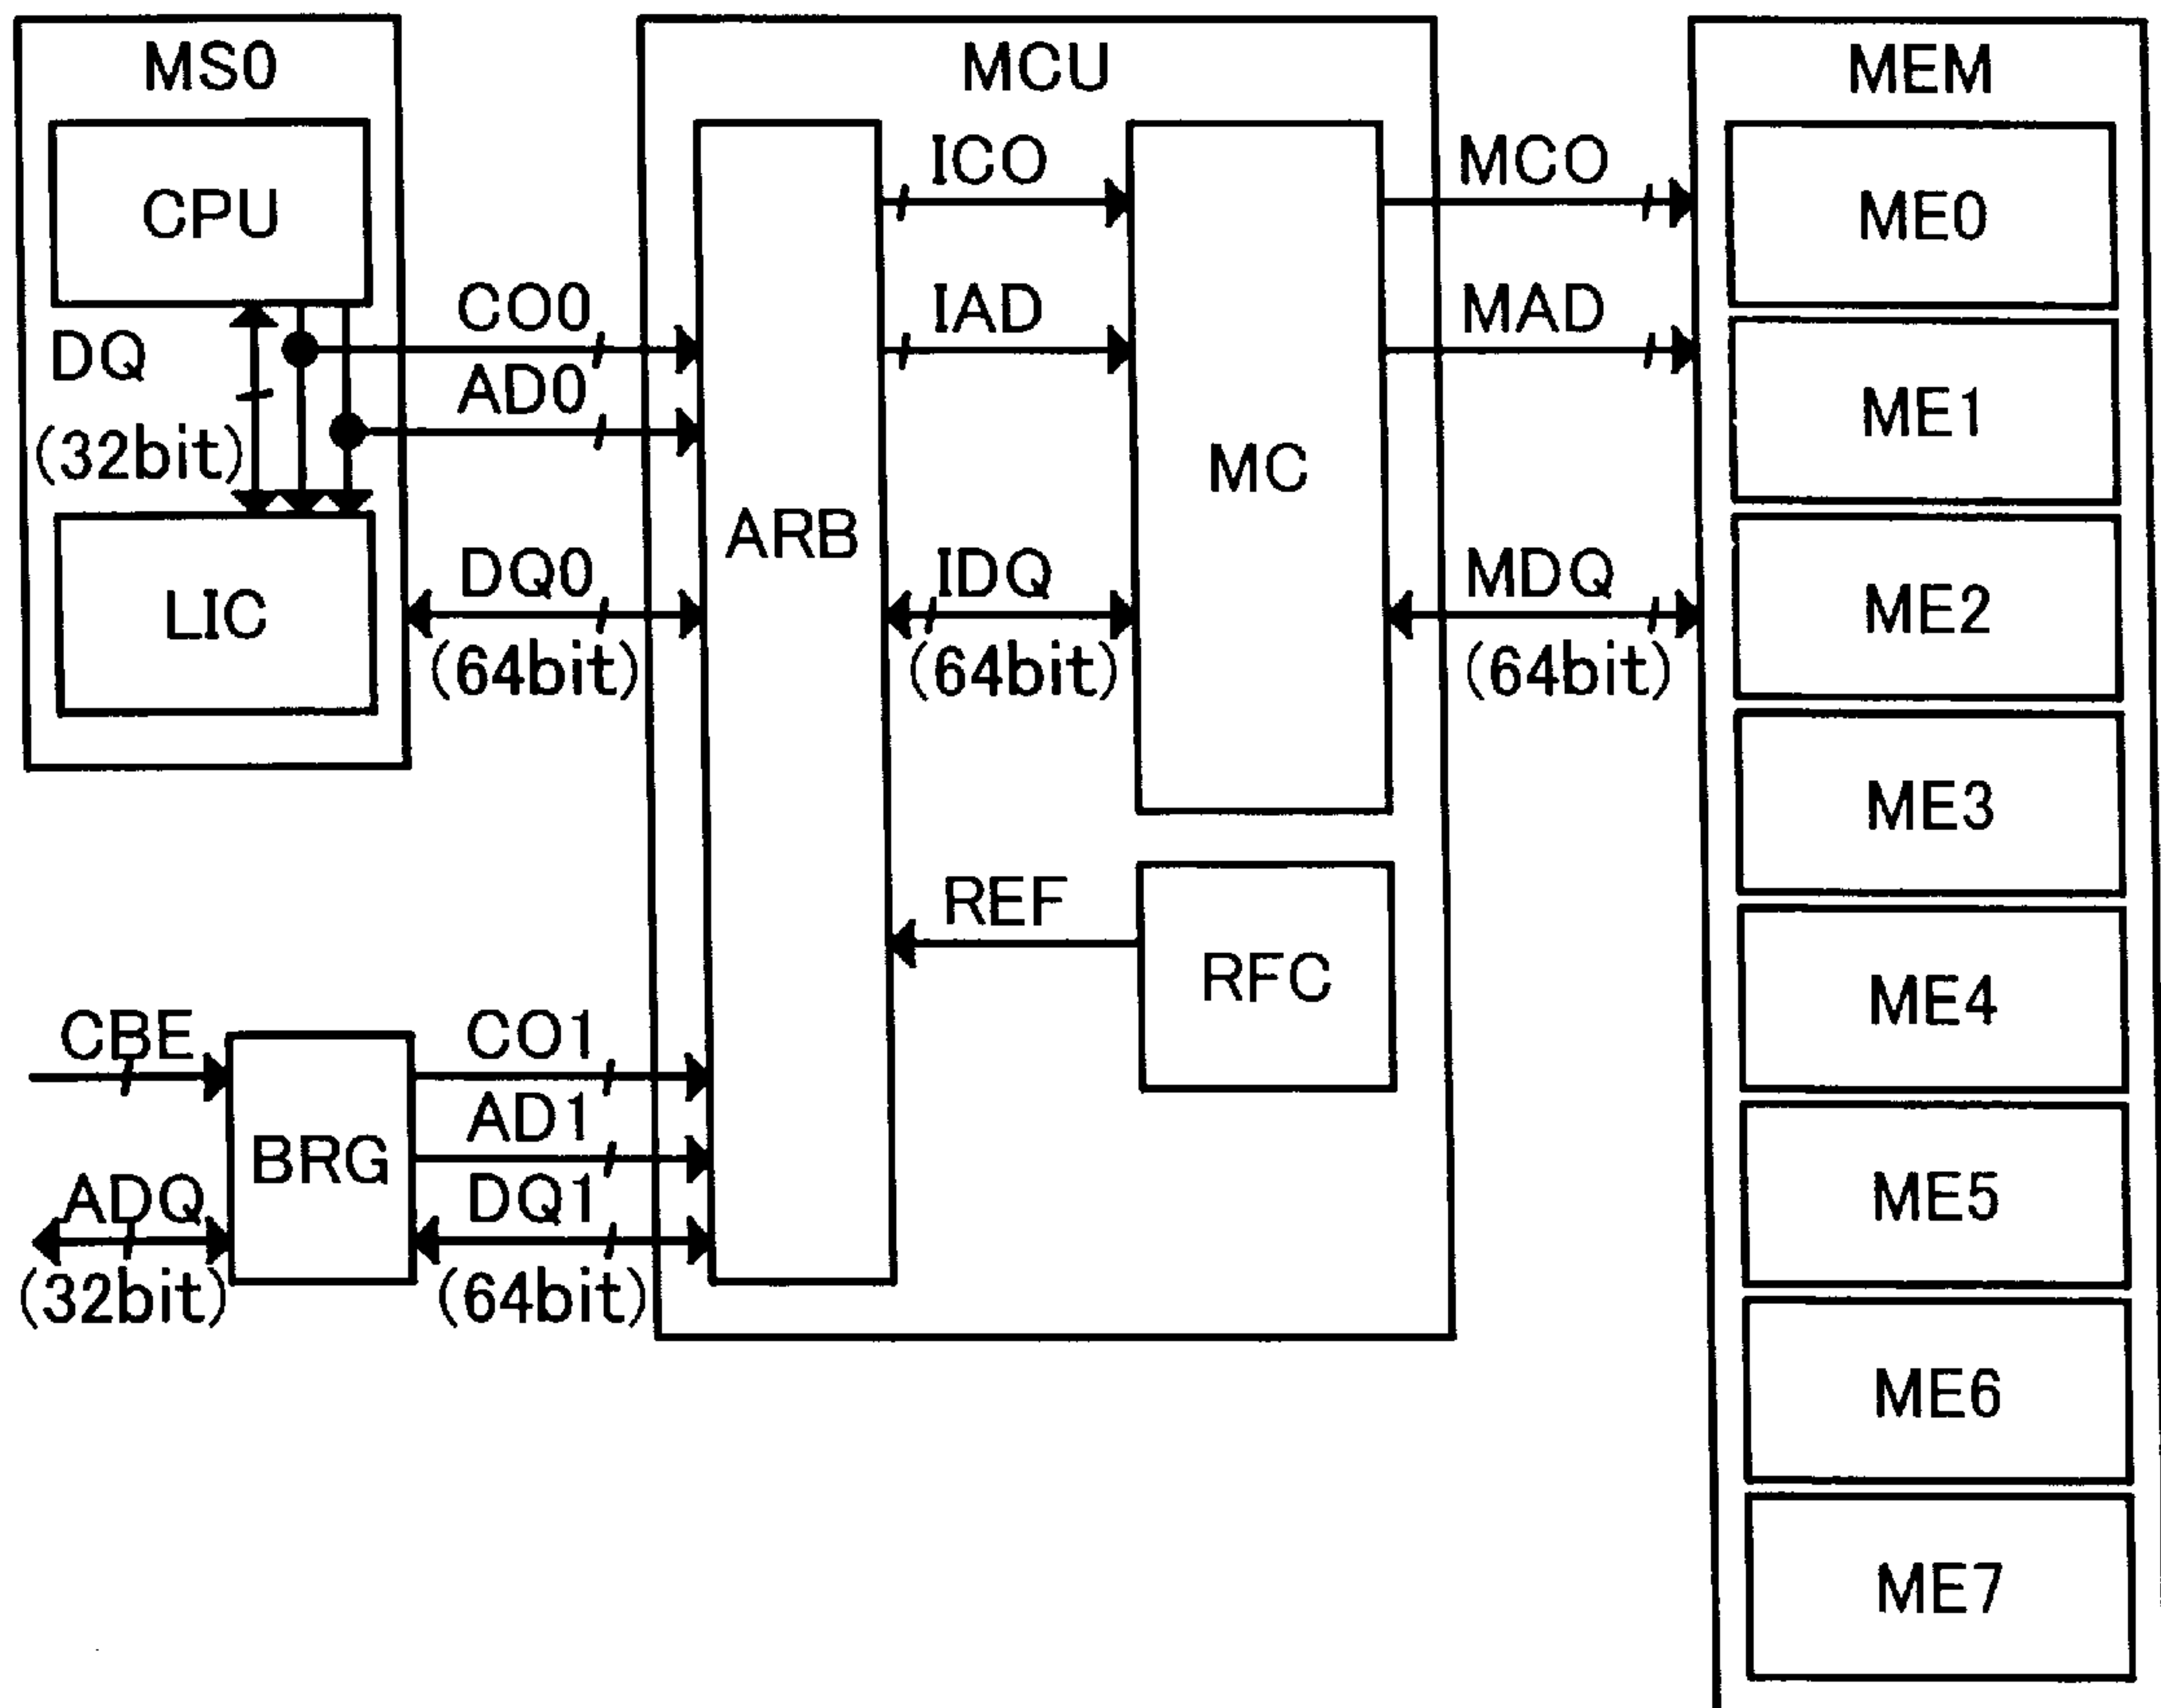 MS0
CPU
DQ
(32bit)
LIC
CO0
AD0
DQ0
(64bit)
CBE
ADQ
(32bit)
BRG
CO1
AD1
DQ1
(64bit)
MCU
ARB
ICO
IAD
IDQ
(64bit)
MC
REF
RFC
MCO
MAD
MDQ
(64bit)
MEM
ME0
ME1
ME2
ME3
ME4
ME5
ME6
ME7